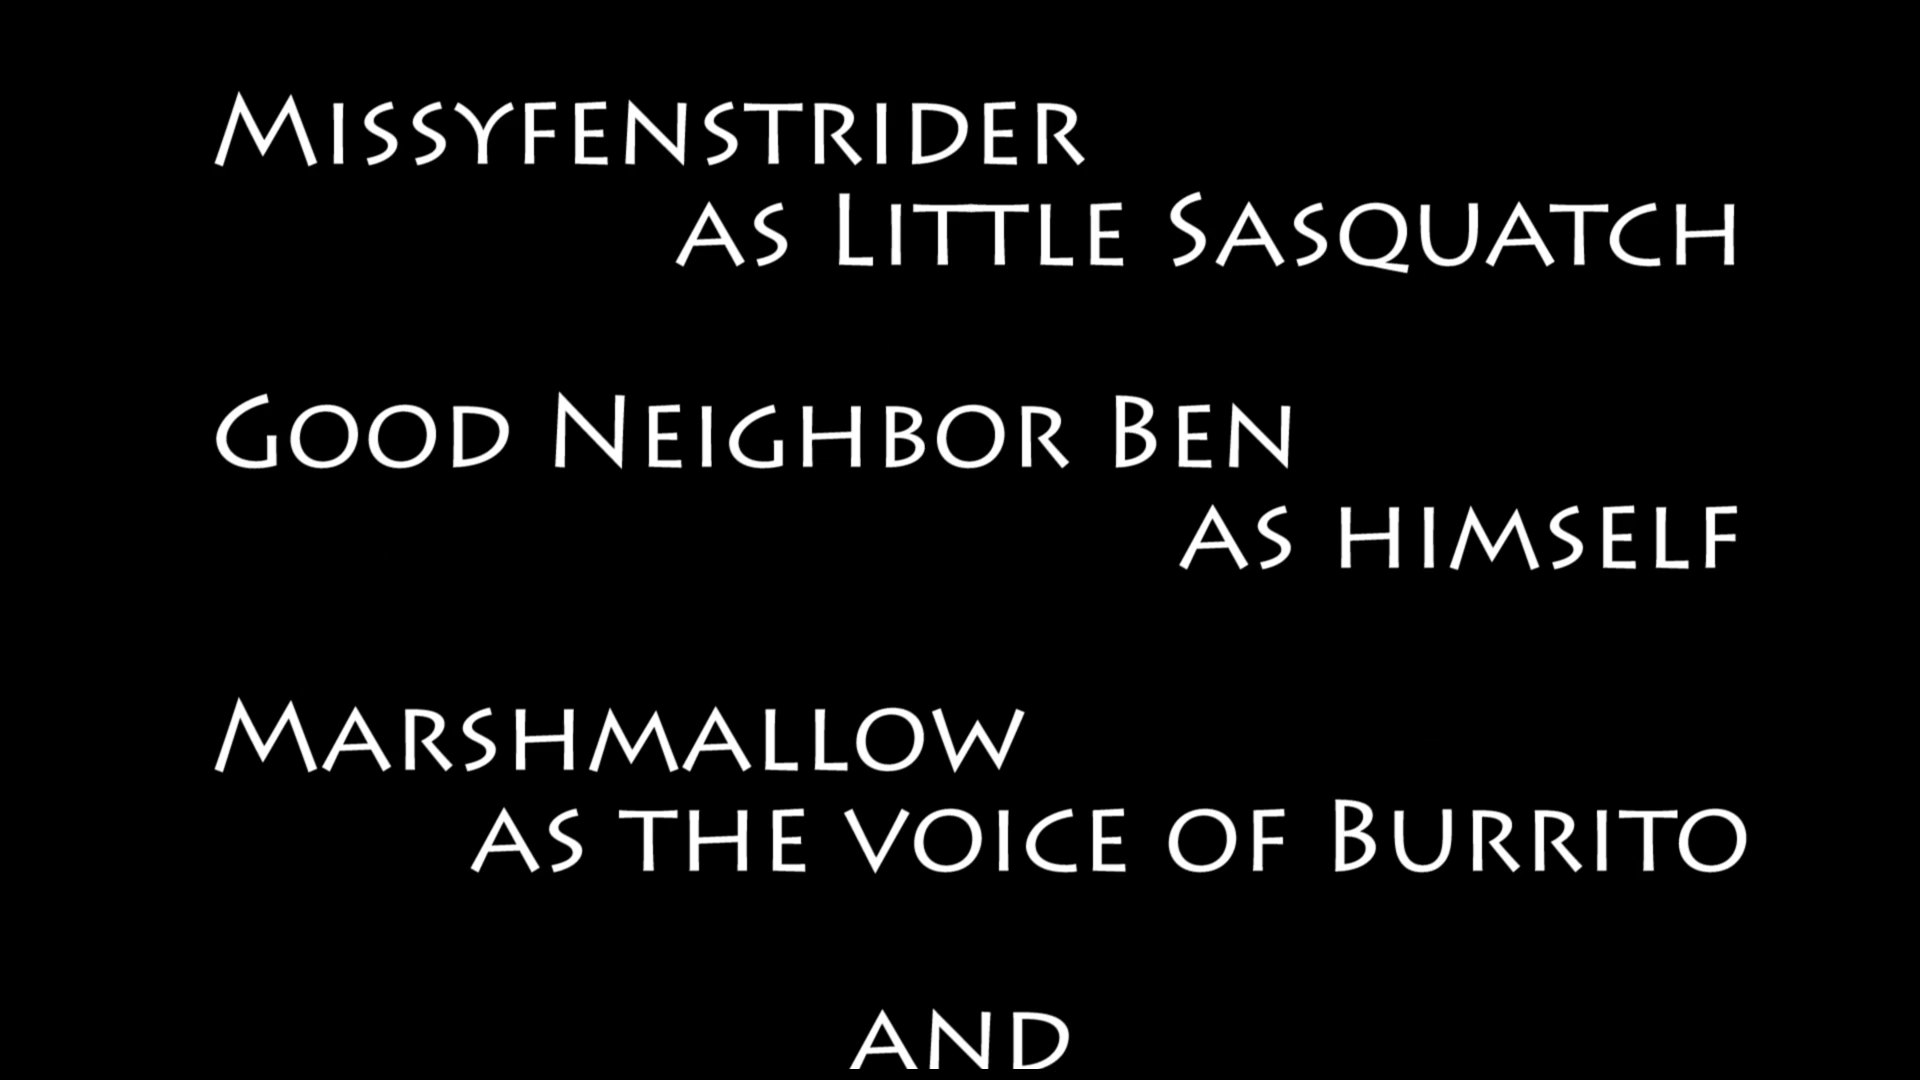 Missyfenstrider
as Little Sasquatch
Good Neighbor Ben
as himself
Marshmallow
as the voice of Burrito
and